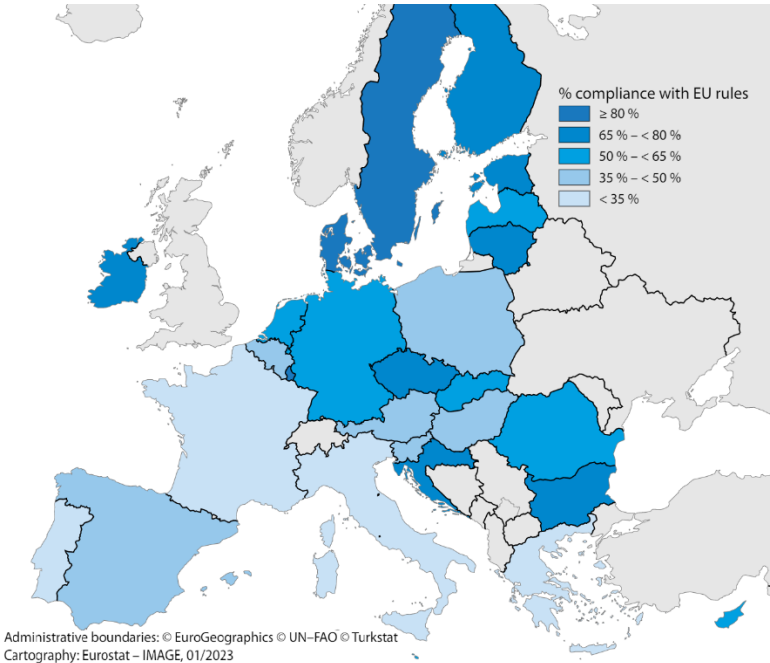 % compliance with EU rules
≥ 80 %
65 % – < 80 %
50 % – < 65 %
35 % – < 50 %
< 35 %
Administrative boundaries: © EuroGeographics © UN–FAO © Turkstat
Cartography: Eurostat – IMAGE, 01/2023